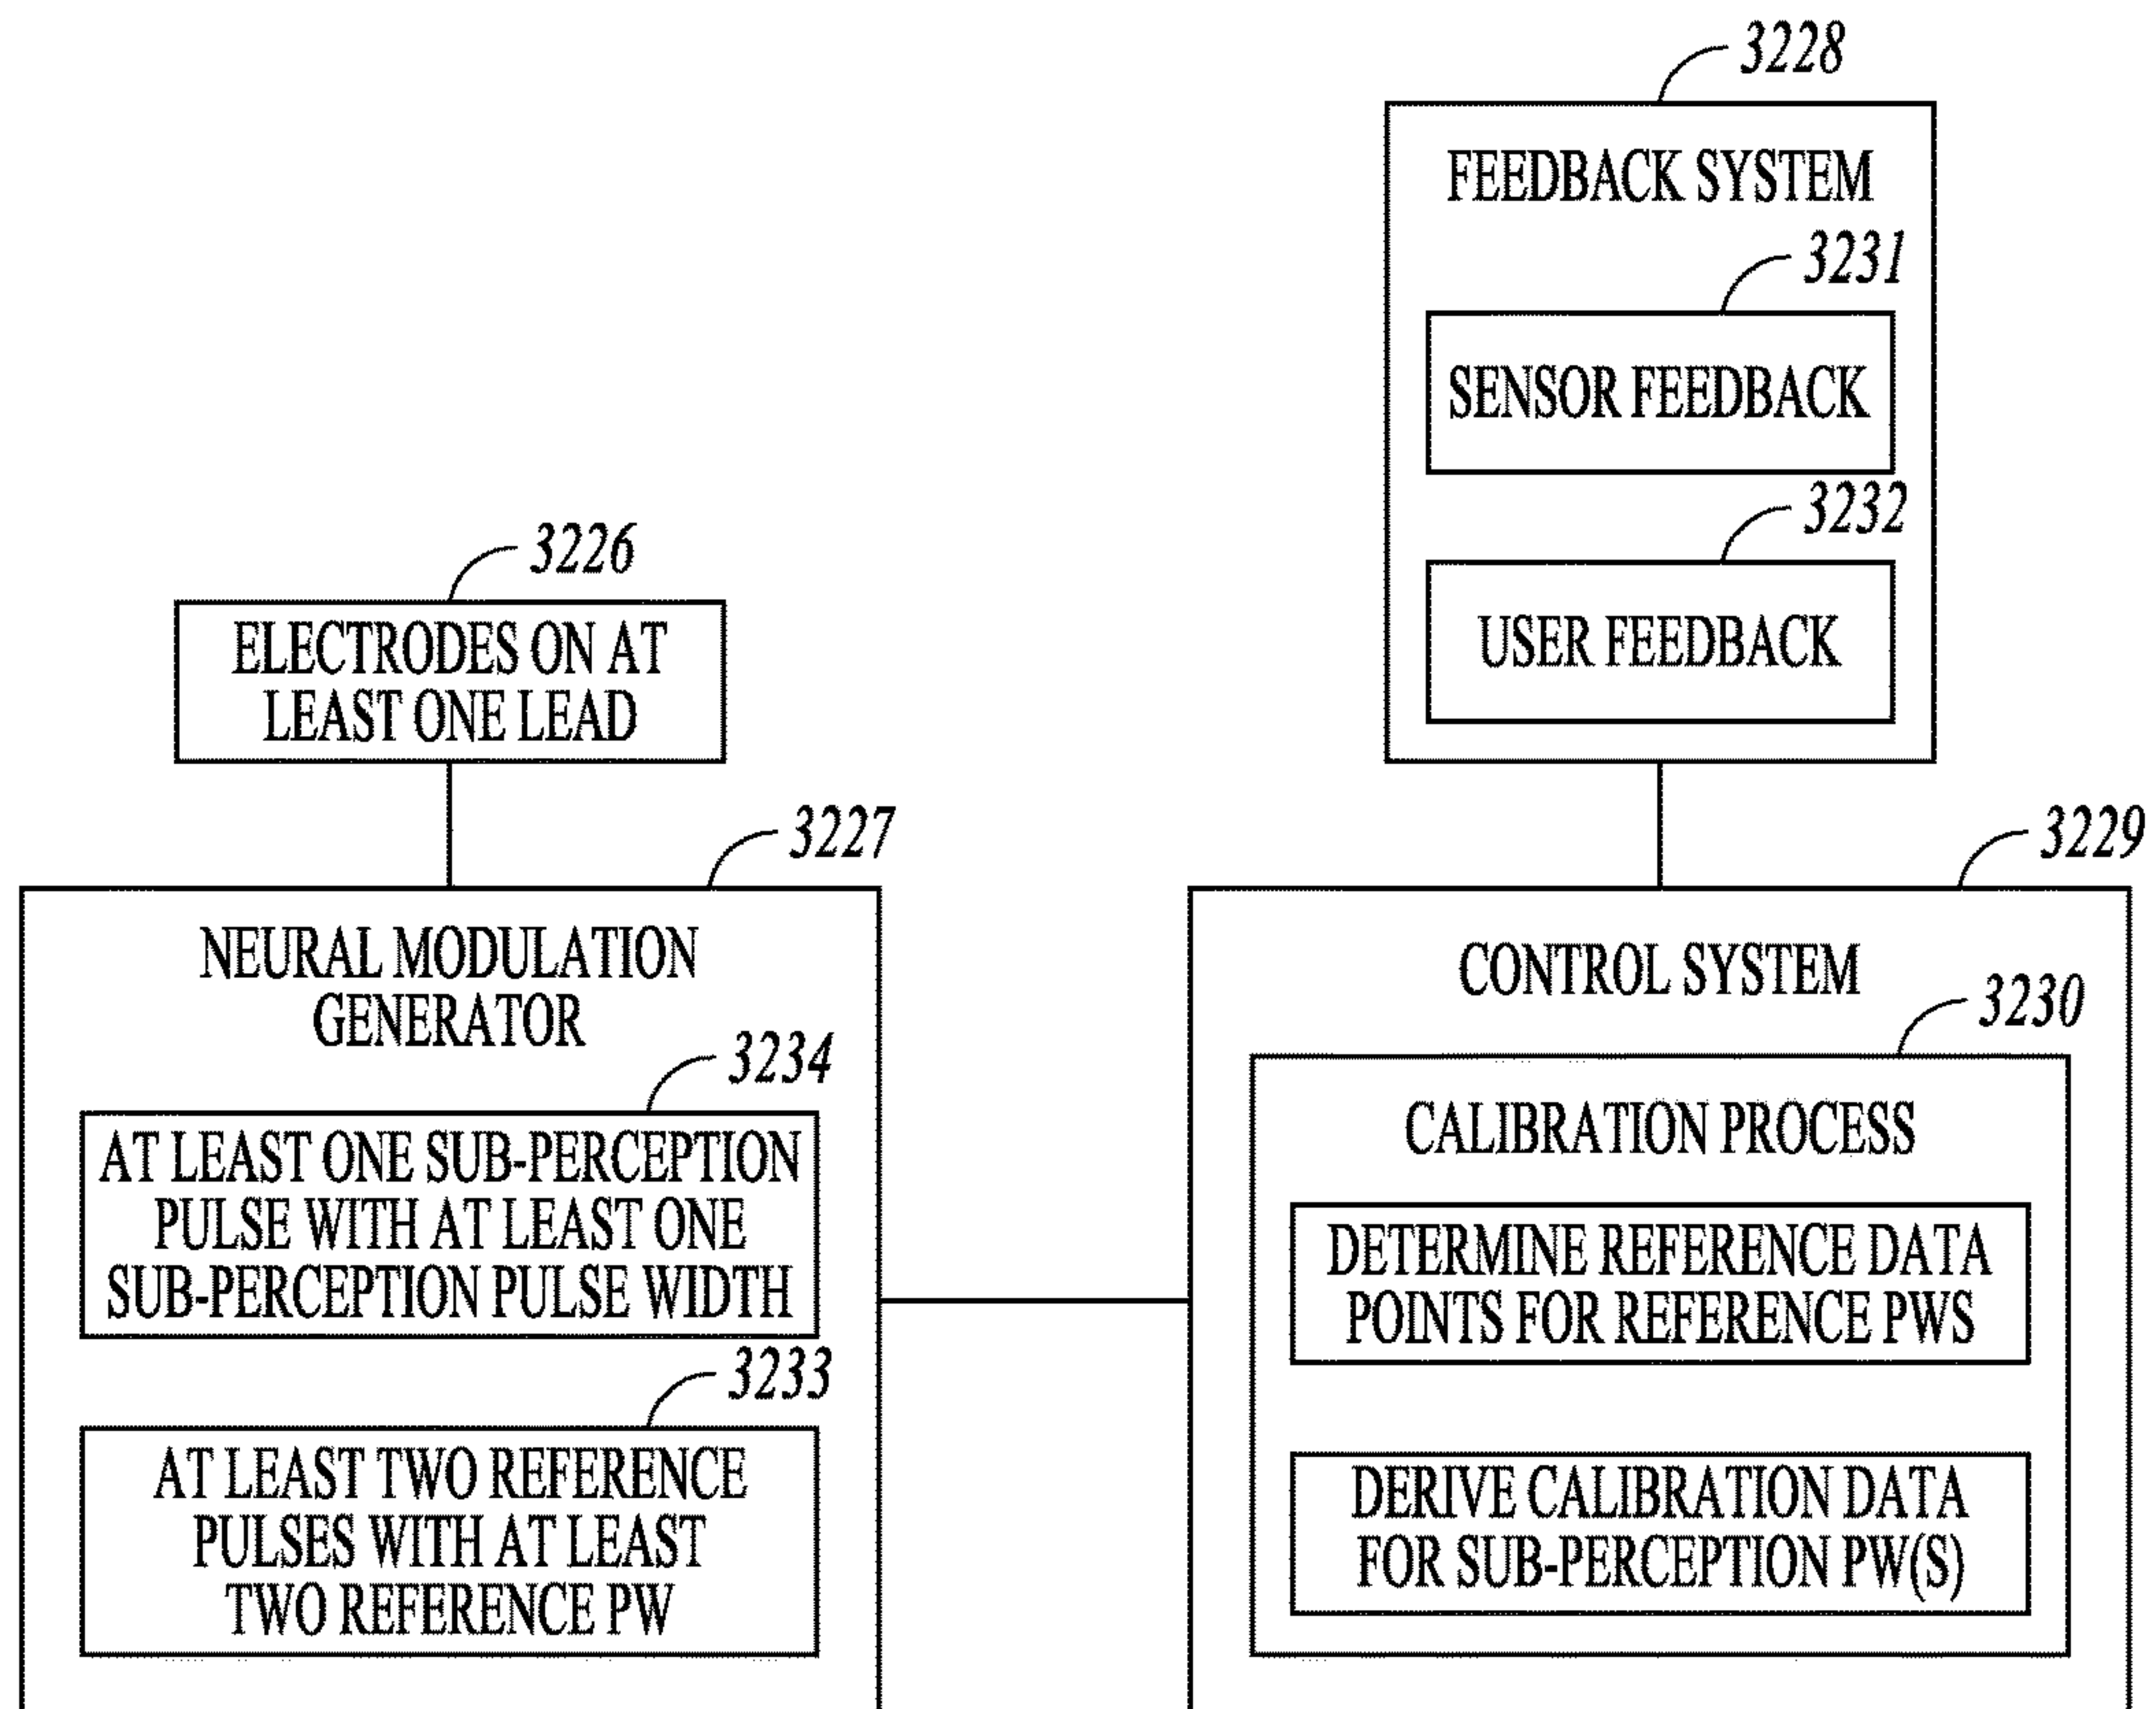 3228
FEEDBACK SYSTEM
3231
SENSOR FEEDBACK
3232
USER FEEDBACK
3226
ELECTRODES ON AT
LEAST ONE LEAD
3227
NEURAL MODULATION
GENERATOR
3234
AT LEAST ONE SUB-PERCEPTION
PULSE WITH AT LEAST ONE
SUB-PERCEPTION PULSE WIDTH
3233
AT LEAST TWO REFERENCE
PULSES WITH AT LEAST
TWO REFERENCE PW
3229
CONTROL SYSTEM
3230
CALIBRATION PROCESS
DETERMINE REFERENCE DATA
POINTS FOR REFERENCE PWS
DERIVE CALIBRATION DATA
FOR SUB-PERCEPTION PW(S)